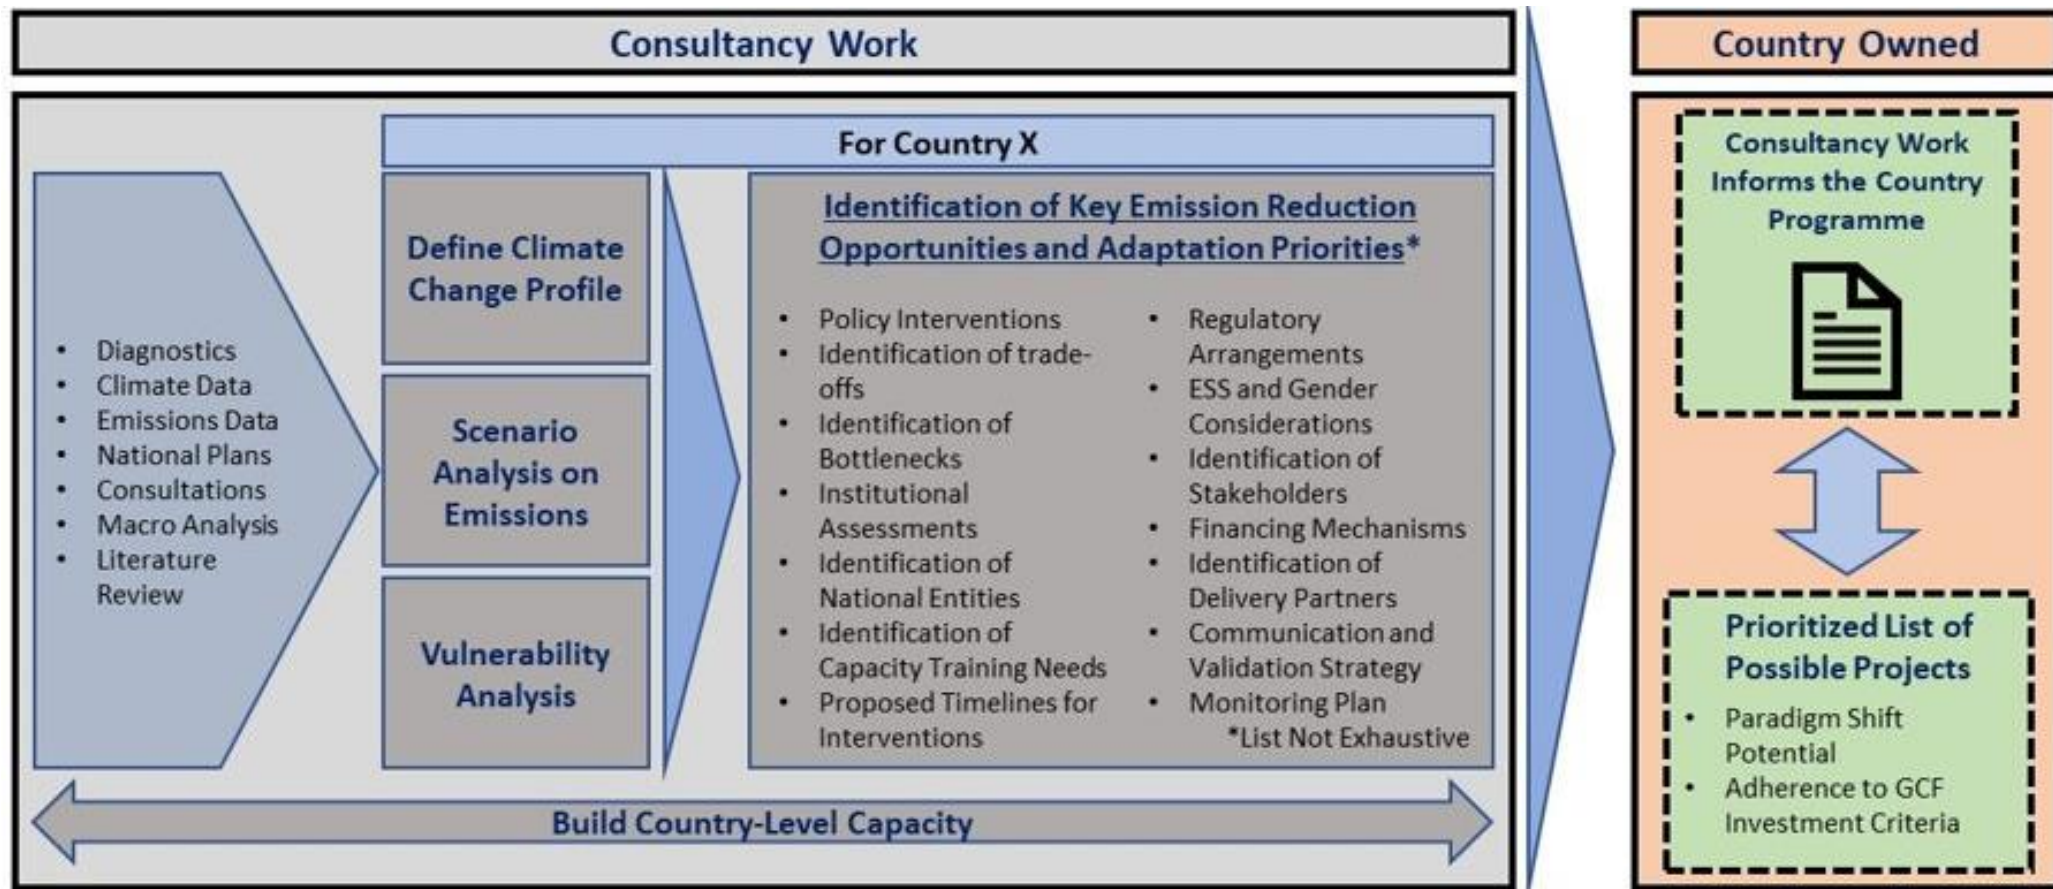 Consultancy Work
Country Owned
For Country X
• Diagnostics
• Climate Data
• Emissions Data
• National Plans
• Consultations
• Macro Analysis
• Literature
Review
Define Climate
Change Profile
Scenario
Analysis on
Emissions
Vulnerability
Analysis
Identification of Key Emission Reduction
Opportunities and Adaptation Priorities*
• Policy Interventions
• Identification of trade-
offs
• Identification of
Bottlenecks
• Institutional
Assessments
• Identification of
National Entities
• Identification of
Capacity Training Needs
• Proposed Timelines for
Interventions
• Regulatory
Arrangements
• ESS and Gender
Considerations
• Identification of
Stakeholders
• Financing Mechanisms
• Identification of
Delivery Partners
• Communication and
Validation Strategy
• Monitoring Plan
*List Not Exhaustive
Build Country-Level Capacity
Consultancy Work
Informs the Country
Programme
Prioritized List of
Possible Projects
• Paradigm Shift
Potential
• Adherence to GCF
Investment Criteria